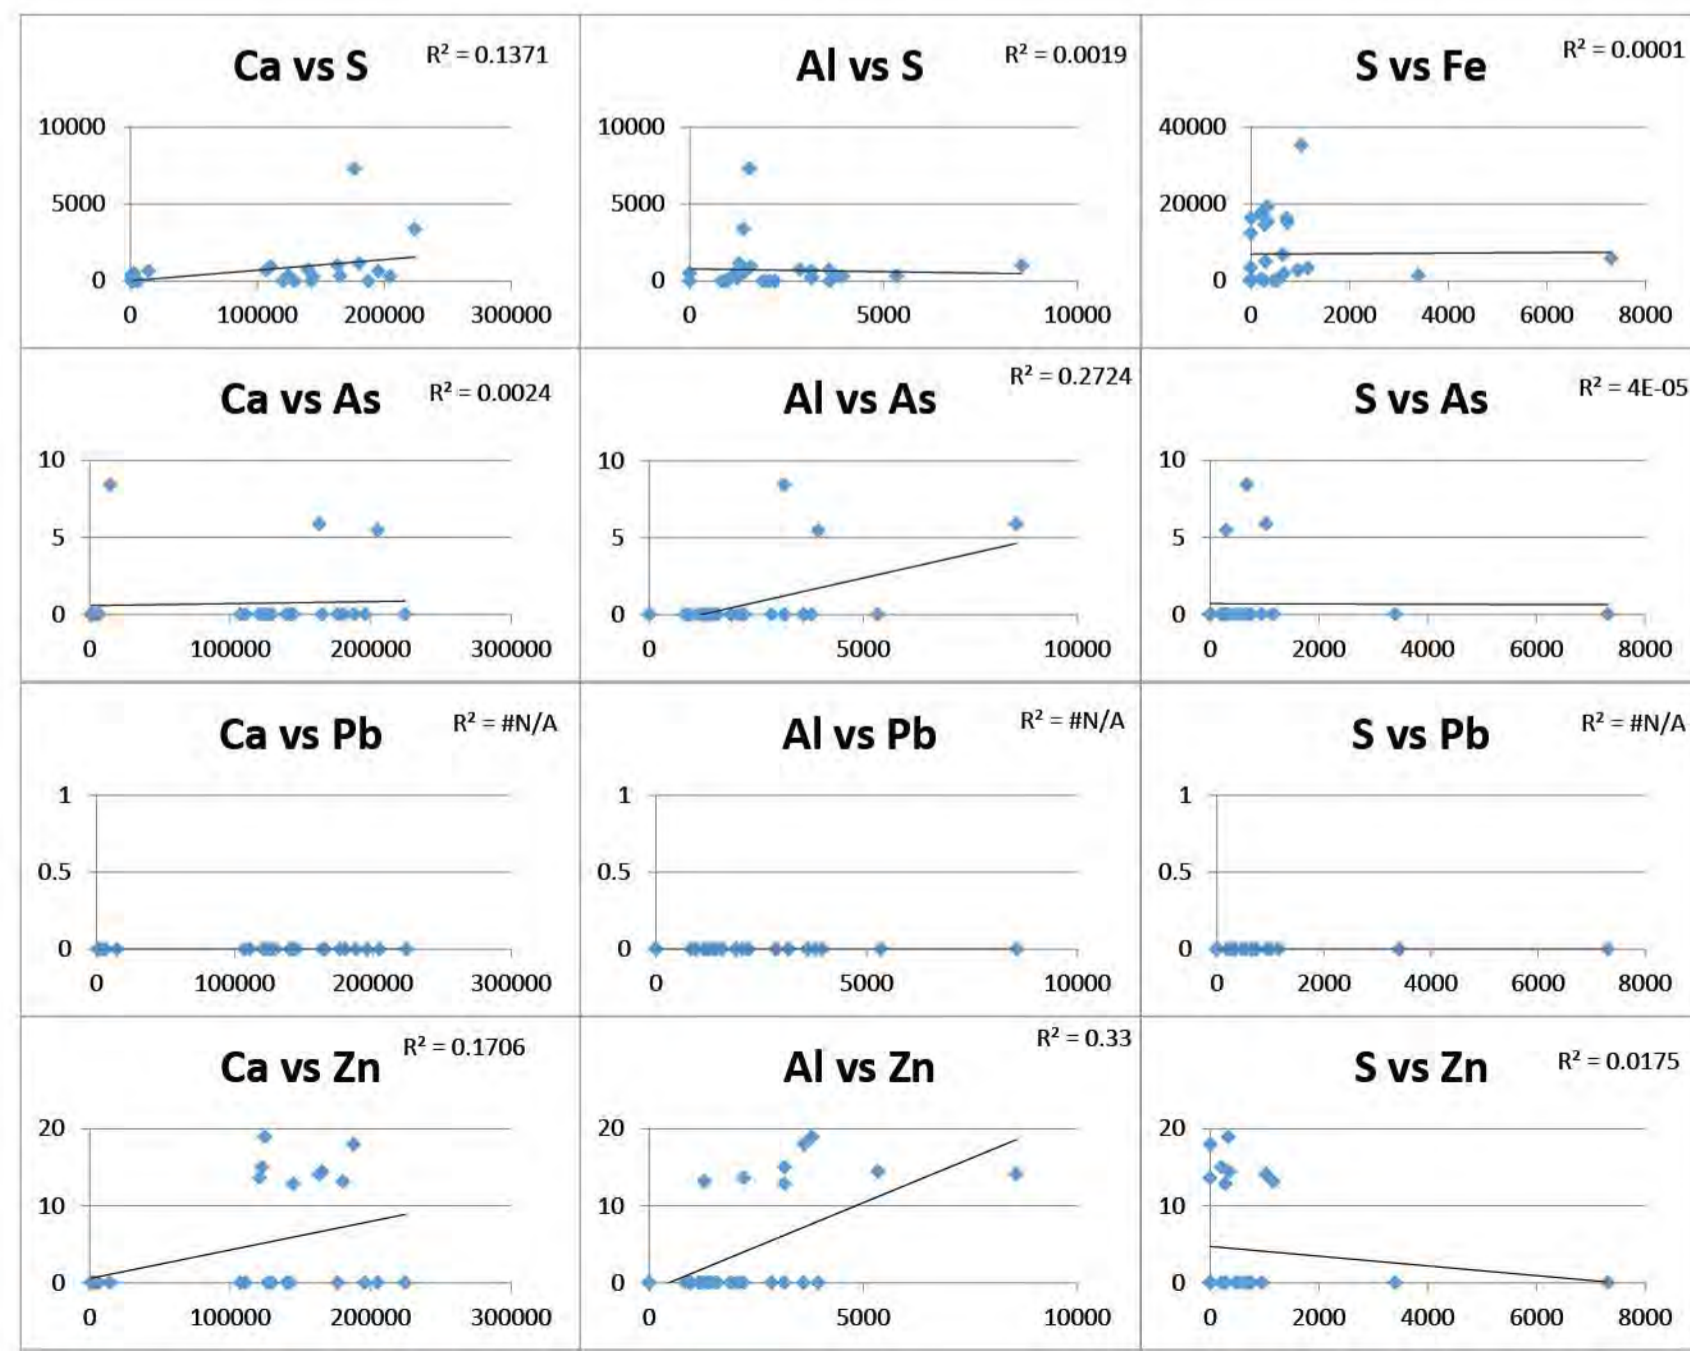 Ca vs S
R² = 0.1371
10000
5000
0
0 100000 200000 300000
Al vs S
R² = 0.0019
10000
5000
0
0 5000 10000
S vs Fe
R² = 0.0001
40000
20000
0
0 2000 4000 6000 8000
Ca vs As
R² = 0.0024
10
5
0
0 100000 200000 300000
Al vs As
R² = 0.2724
10
5
0
0 5000 10000
S vs As
R² = 4E-05
10
5
0
0 2000 4000 6000 8000
Ca vs Pb
R² = #N/A
1
0.5
0
0 100000 200000 300000
Al vs Pb
R² = #N/A
1
0.5
0
0 5000 10000
S vs Pb
R² = #N/A
1
0.5
0
0 2000 4000 6000 8000
Ca vs Zn
R² = 0.1706
20
10
0
0 100000 200000 300000
Al vs Zn
R² = 0.33
20
10
0
0 5000 10000
S vs Zn
R² = 0.0175
20
10
0
0 2000 4000 6000 8000